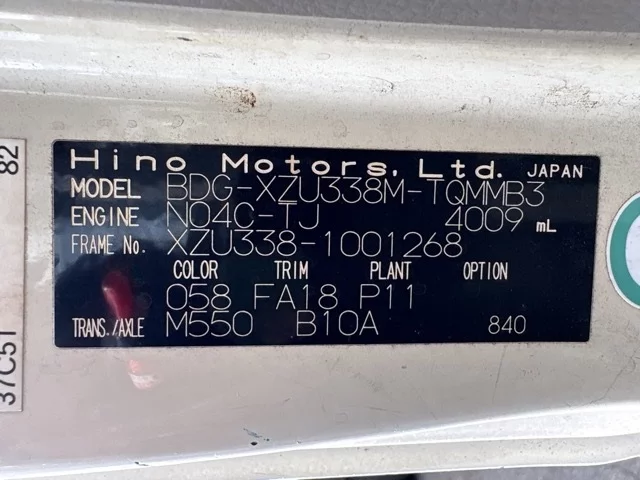 Hino Motors, Ltd. JAPAN
MODEL BDG-XZU338M-TQMMB3
ENGINE N04C-TJ 4009 mL
FRAME No. XZU338-1001268
COLOR TRIM PLANT OPTION
058 FA18 P11
TRANS./AXLE M550 B10A 840
37C51 82